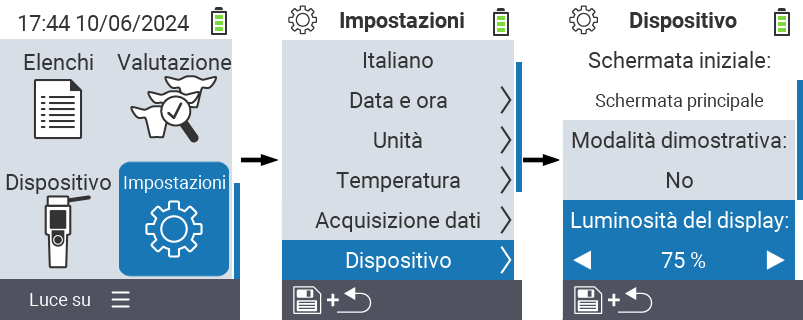 17:44 10/06/2024
Elenchi
Valutazione
Dispositivo
Impostazioni
Luce su
Impostazioni
Italiano
Data e ora
Unità
Temperatura
Acquisizione dati
Dispositivo
+
Dispositivo
Schermata iniziale:
Schermata principale
Modalità dimostrativa:
No
Luminosità del display:
75 %
+